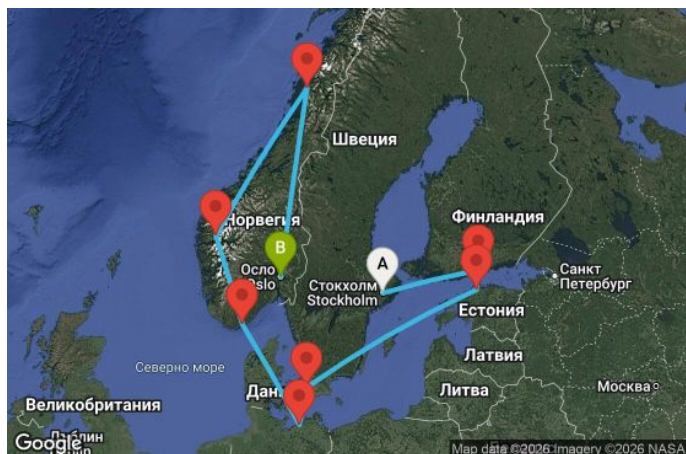 Швеция
Норвегия
Финландия
B
A
Осло
Oslo
Стокхолм
Stockholm
Санкт
Петербург
Естония
Северно море
Латвия
Дан
Литва
Москва
Великобритания
Google
Map data ©2026 Imagery ©2026 NASA